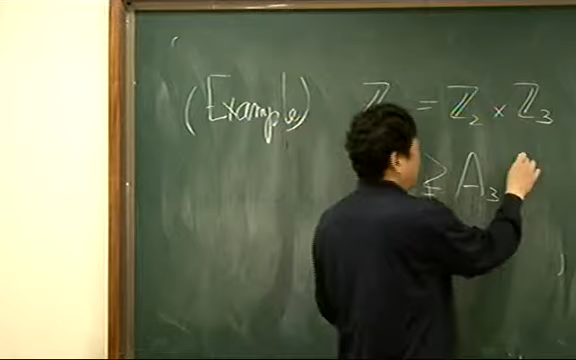 (Example) ℤ = ℤ₂ × ℤ₃
≥ A₃